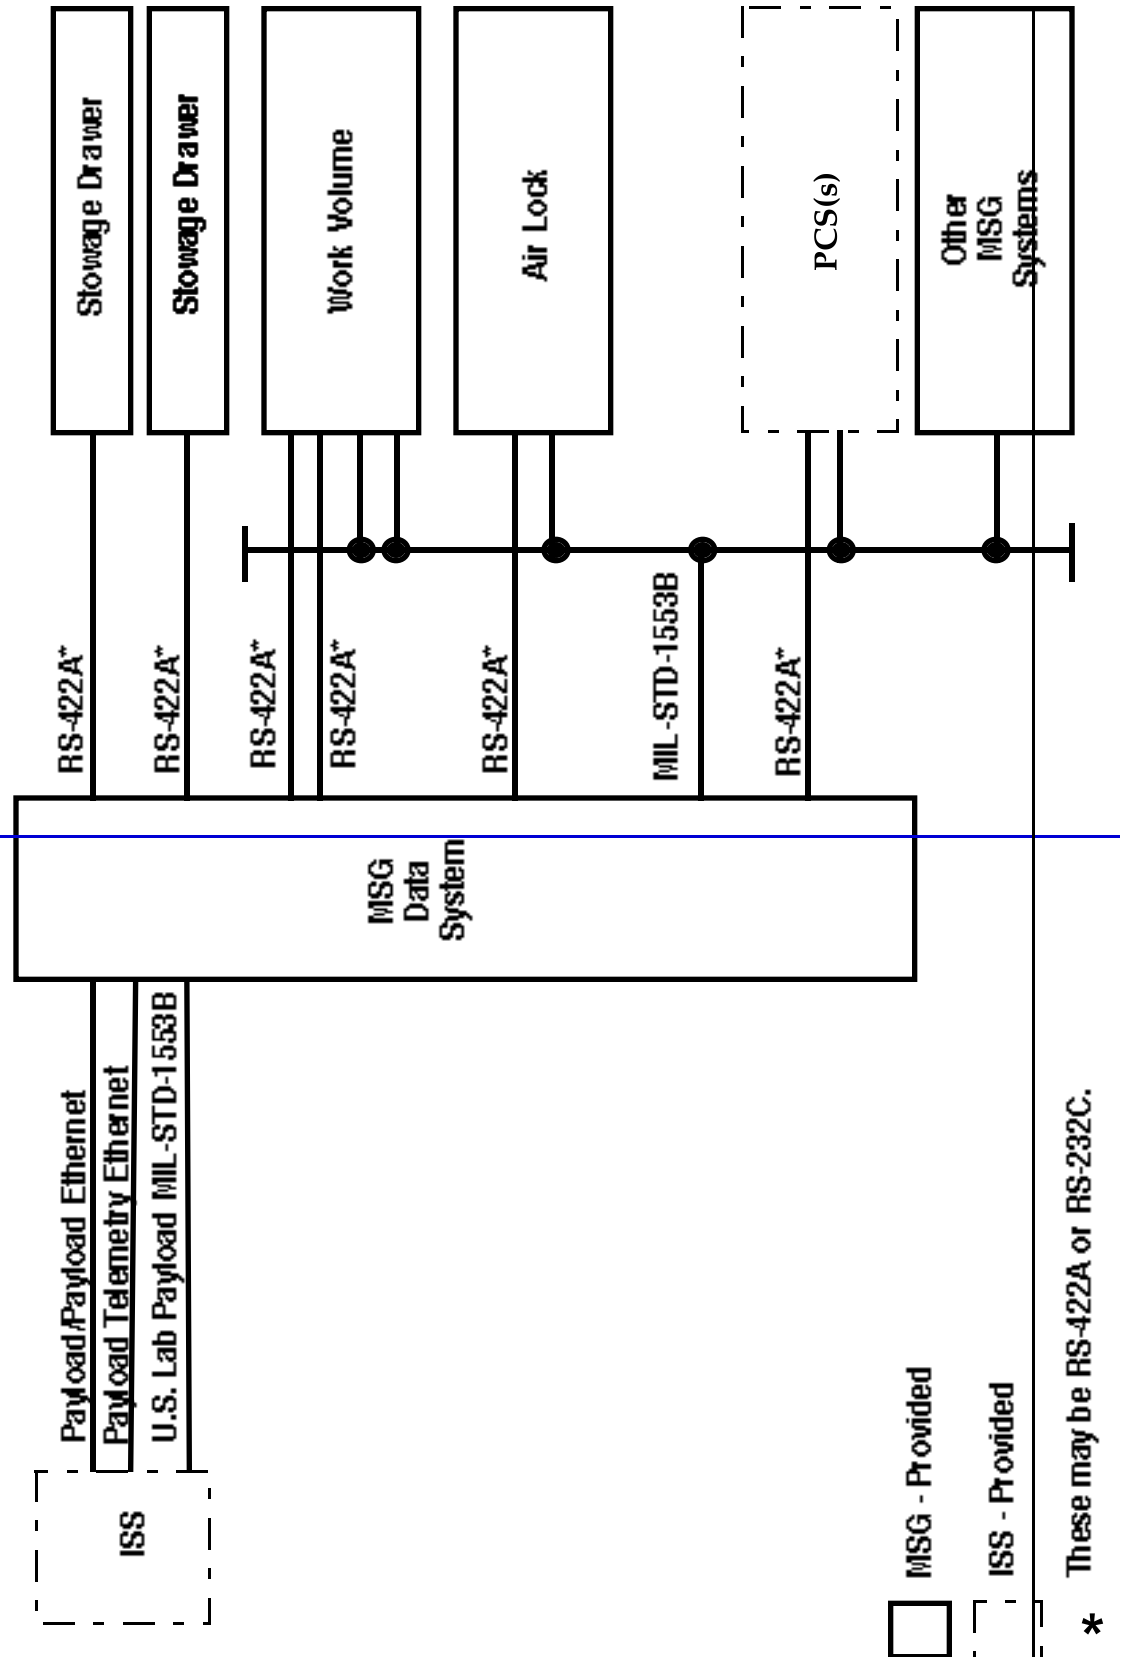 Stowage Drawer
Stowage Drawer
Work Volume
Air Lock
PCS(s)
Other
MSG
Systems
RS-422A*
RS-422A*
RS-422A*
RS-422A*
RS-422A*
MIL-STD-1553B
RS-422A*
MSG
Data
System
Payload/Payload Ethernet
Payload Telemetry Ethernet
U.S. Lab Payload MIL-STD-1553B
ISS
MSG - Provided
ISS - Provided
* These may be RS-422A or RS-232C.